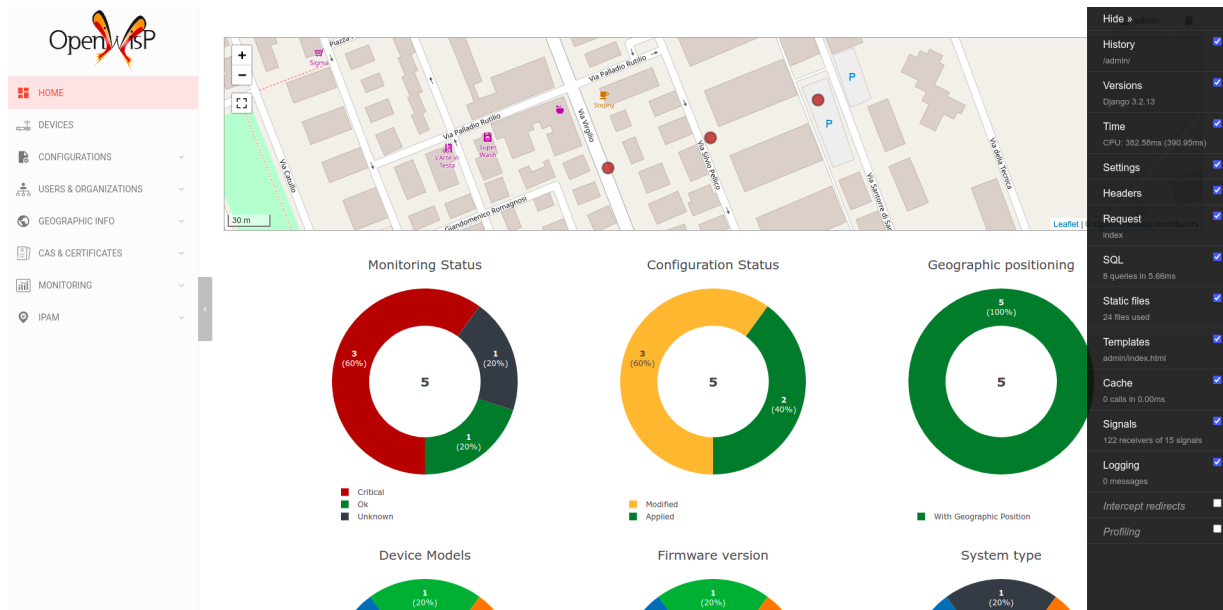 OpenWISP
HOME
DEVICES
CONFIGURATIONS
USERS & ORGANIZATIONS
GEOGRAPHIC INFO
CAS & CERTIFICATES
MONITORING
IPAM
+
−
Piazza
Sigma
Via Palladio Rutilio
Stephy
P
P
Via Virgilio
Via Palladio Rutilio
L'Arte in
Testa
Super
Wash
Via Catullo
Via Silvio Pellico
Via della Tecnica
Via Santorre di
Giandomenico Romagnosi
30 m
Leaflet |
Monitoring Status
3
(60%)
1
(20%)
1
(20%)
5
Critical
Ok
Unknown
Configuration Status
3
(60%)
2
(40%)
5
Modified
Applied
Geographic positioning
5
(100%)
5
With Geographic Position
Device Models
1
(20%)
Firmware version
1
(20%)
System type
1
(20%)
Hide »
admin
History
/admin/
Versions
Django 3.2.13
Time
CPU: 382.58ms (390.95ms)
Settings
Headers
Request
index
SQL
8 queries in 5.66ms
Static files
24 files used
Templates
admin/index.html
Cache
0 calls in 0.00ms
Signals
122 receivers of 15 signals
Logging
0 messages
Intercept redirects
Profiling